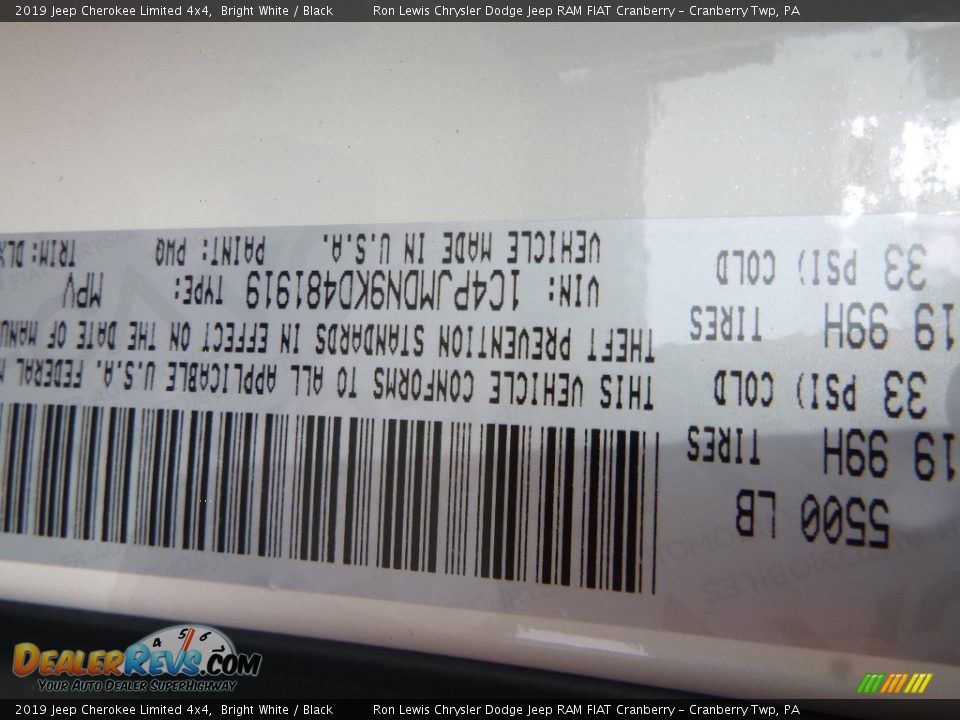 2019 Jeep Cherokee Limited 4x4, Bright White / Black Ron Lewis Chrysler Dodge Jeep RAM FIAT Cranberry – Cranberry Twp, PA
5500 LB
19 99H TIRES
33 PSI) COLD
19 99H TIRES
33 PSI) COLD
THIS VEHICLE CONFORMS TO ALL APPLICABLE U.S.A. FEDERAL M
THEFT PREVENTION STANDARDS IN EFFECT ON THE DATE OF MANU
VIN: 1C4PJMDN9KD481919 TYPE: MPV
VEHICLE MADE IN U.S.A. PAINT: PWQ TRIM: DLX
4 5 6
DealerRevs.com
Your Auto Dealer SuperHighway
2019 Jeep Cherokee Limited 4x4, Bright White / Black Ron Lewis Chrysler Dodge Jeep RAM FIAT Cranberry – Cranberry Twp, PA